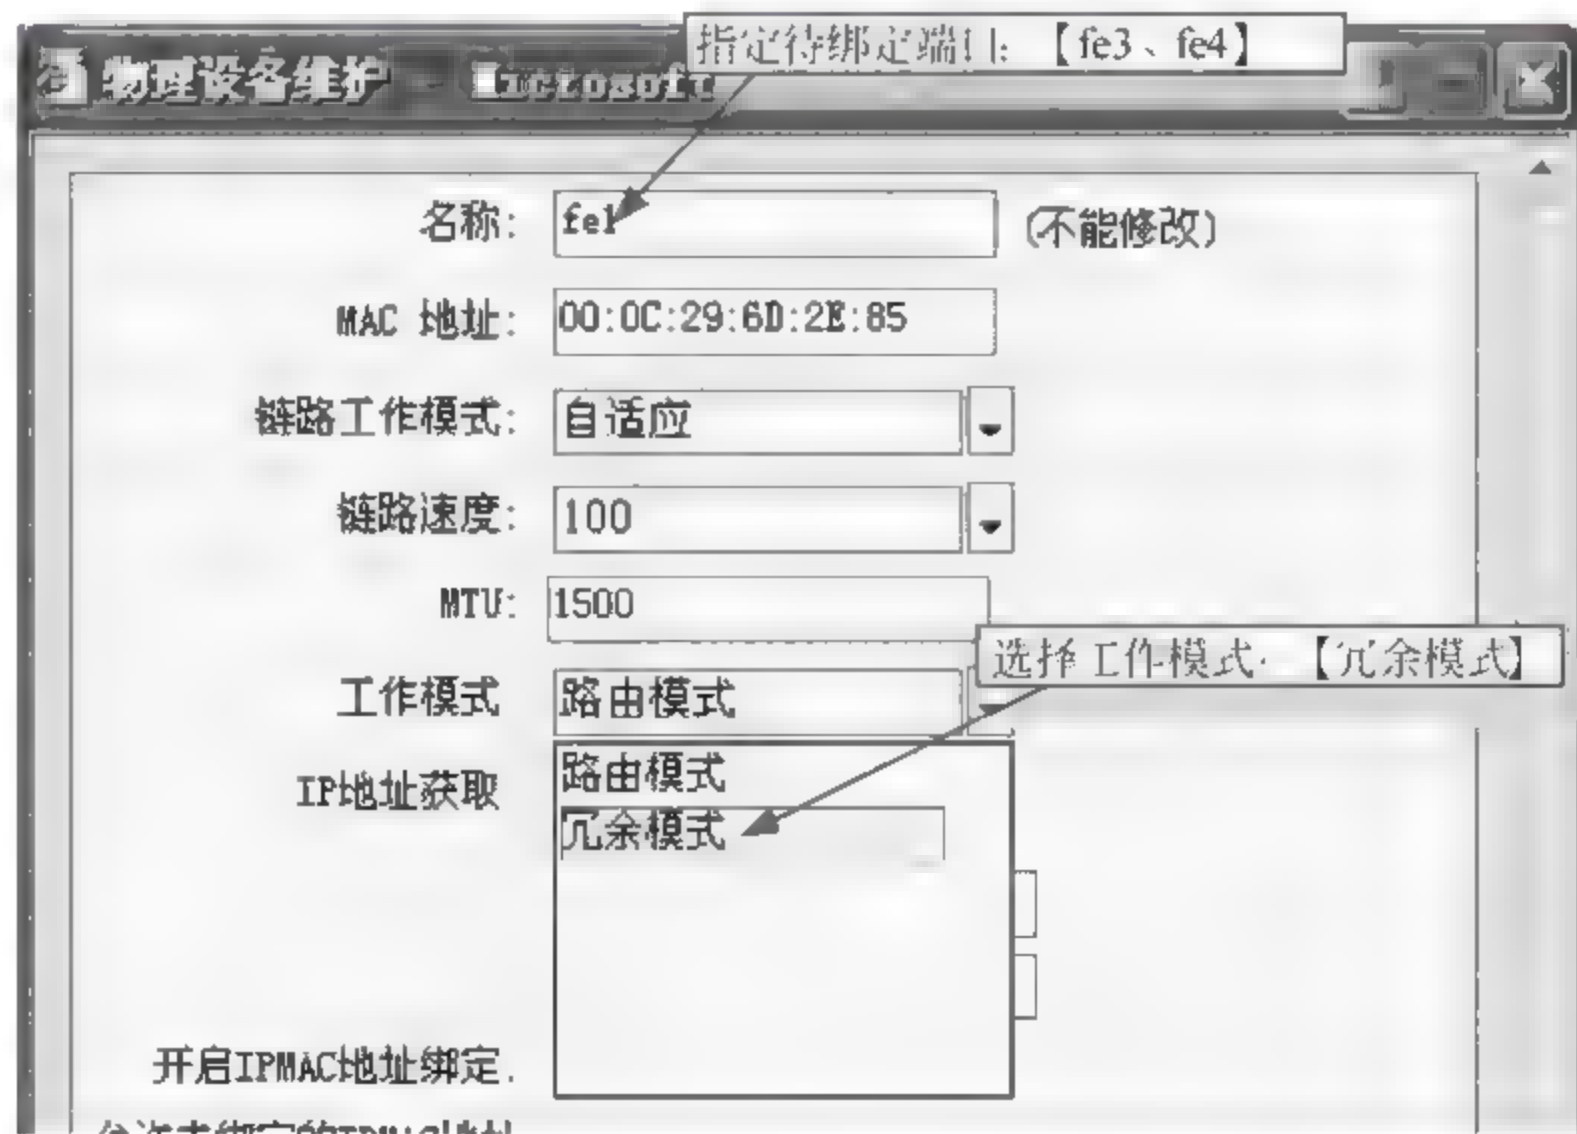 指定待绑定端口：【fe3、fe4】
物理设备维护 - Microsoft
名称： fe1 (不能修改)
MAC 地址： 00:0C:29:6D:2E:85
链路工作模式： 自适应
链路速度： 100
MTU: 1500
选择工作模式：【冗余模式】
工作模式 路由模式
路由模式
IP地址获取
冗余模式
开启IPMAC地址绑定: